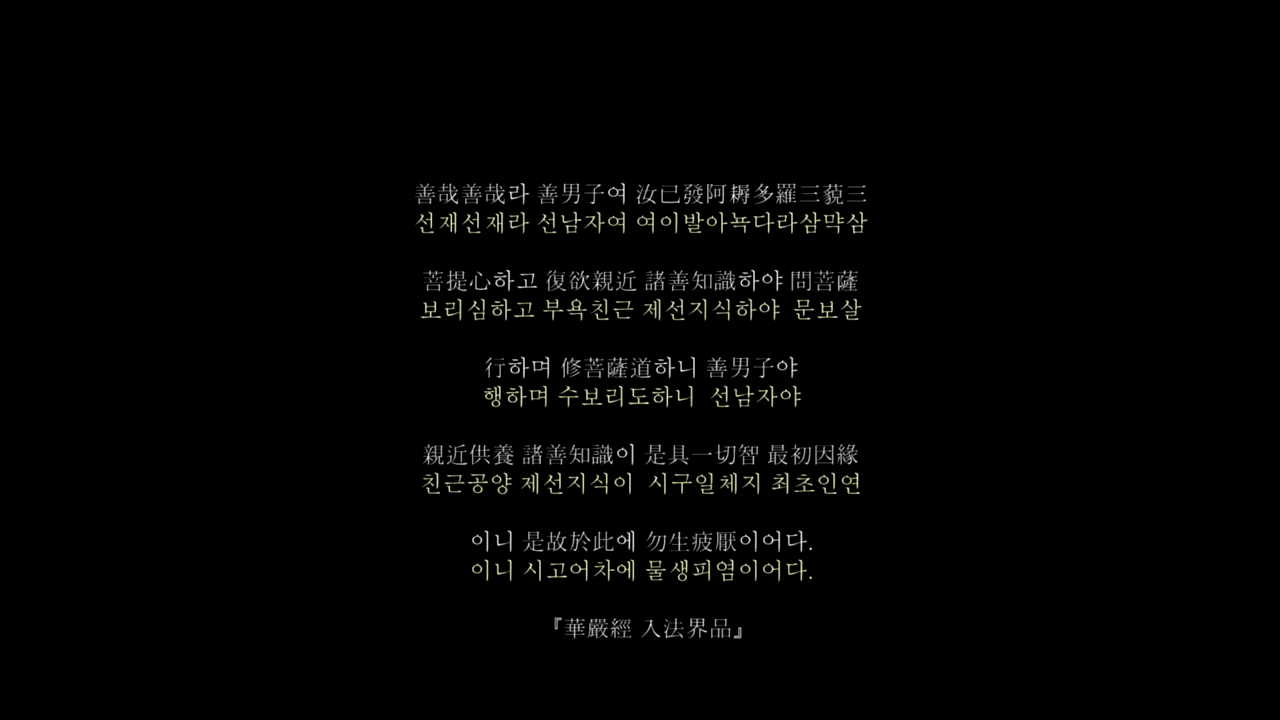 善哉善哉라 善男子여 汝已發阿耨多羅三藐三
선재선재라 선남자여 여이발아뇩다라삼먁삼
菩提心하고 復欲親近 諸善知識하야 問菩薩
보리심하고 부욕친근 제선지식하야 문보살
行하며 修菩薩道하니 善男子야
행하며 수보리도하니 선남자야
親近供養 諸善知識이 是具一切智 最初因緣
친근공양 제선지식이 시구일체지 최초인연
이니 是故於此에 勿生疲厭이어다.
이니 시고어차에 물생피염이어다.
『華嚴經 入法界品』